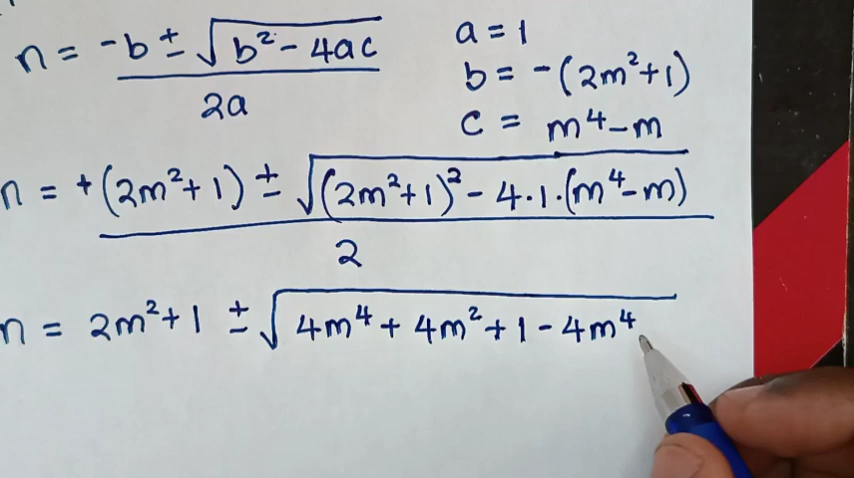 n = -b ± √(b² - 4ac) / 2a
a = 1
b = -(2m²+1)
c = m⁴-m
n = +(2m²+1) ± √((2m²+1)² - 4·1·(m⁴-m)) / 2
n = 2m²+1 ± √(4m⁴ + 4m² + 1 - 4m⁴